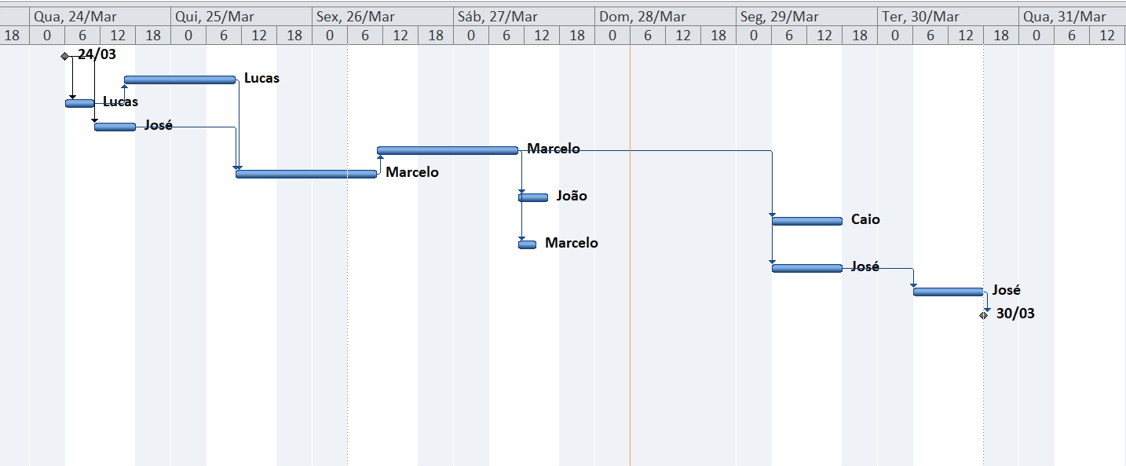 Qua, 24/Mar Qui, 25/Mar Sex, 26/Mar Sáb, 27/Mar Dom, 28/Mar Seg, 29/Mar Ter, 30/Mar Qua, 31/Mar
18 0 6 12 18 0 6 12 18 0 6 12 18 0 6 12 18 0 6 12 18 0 6 12 18 0 6 12 18 0 6 12
24/03
Lucas
Lucas
José
Marcelo
Marcelo
João
Caio
Marcelo
José
José
30/03